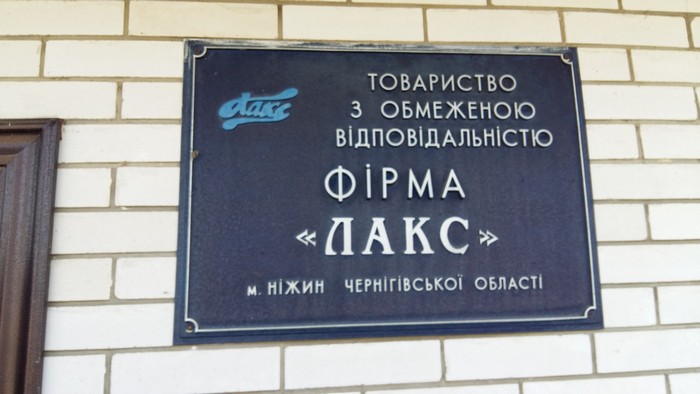 Лакс
ТОВАРИСТВО
З ОБМЕЖЕНОЮ
ВІДПОВІДАЛЬНІСТЮ
ФІРМА
«ЛАКС»
м. НІЖИН ЧЕРНІГІВСЬКОЇ ОБЛАСТІ